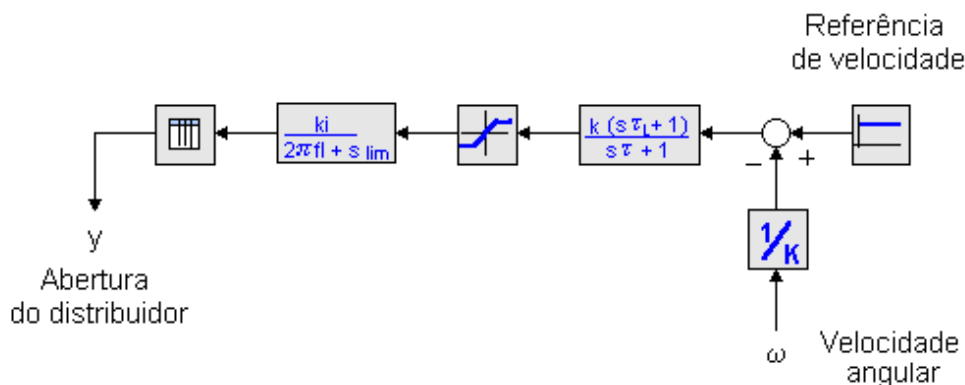 Referência
de velocidade
ki
2πfl + s lim
k (s τL + 1)
s τ + 1
− +
1/K
y
Abertura
do distribuidor
ω
Velocidade
angular